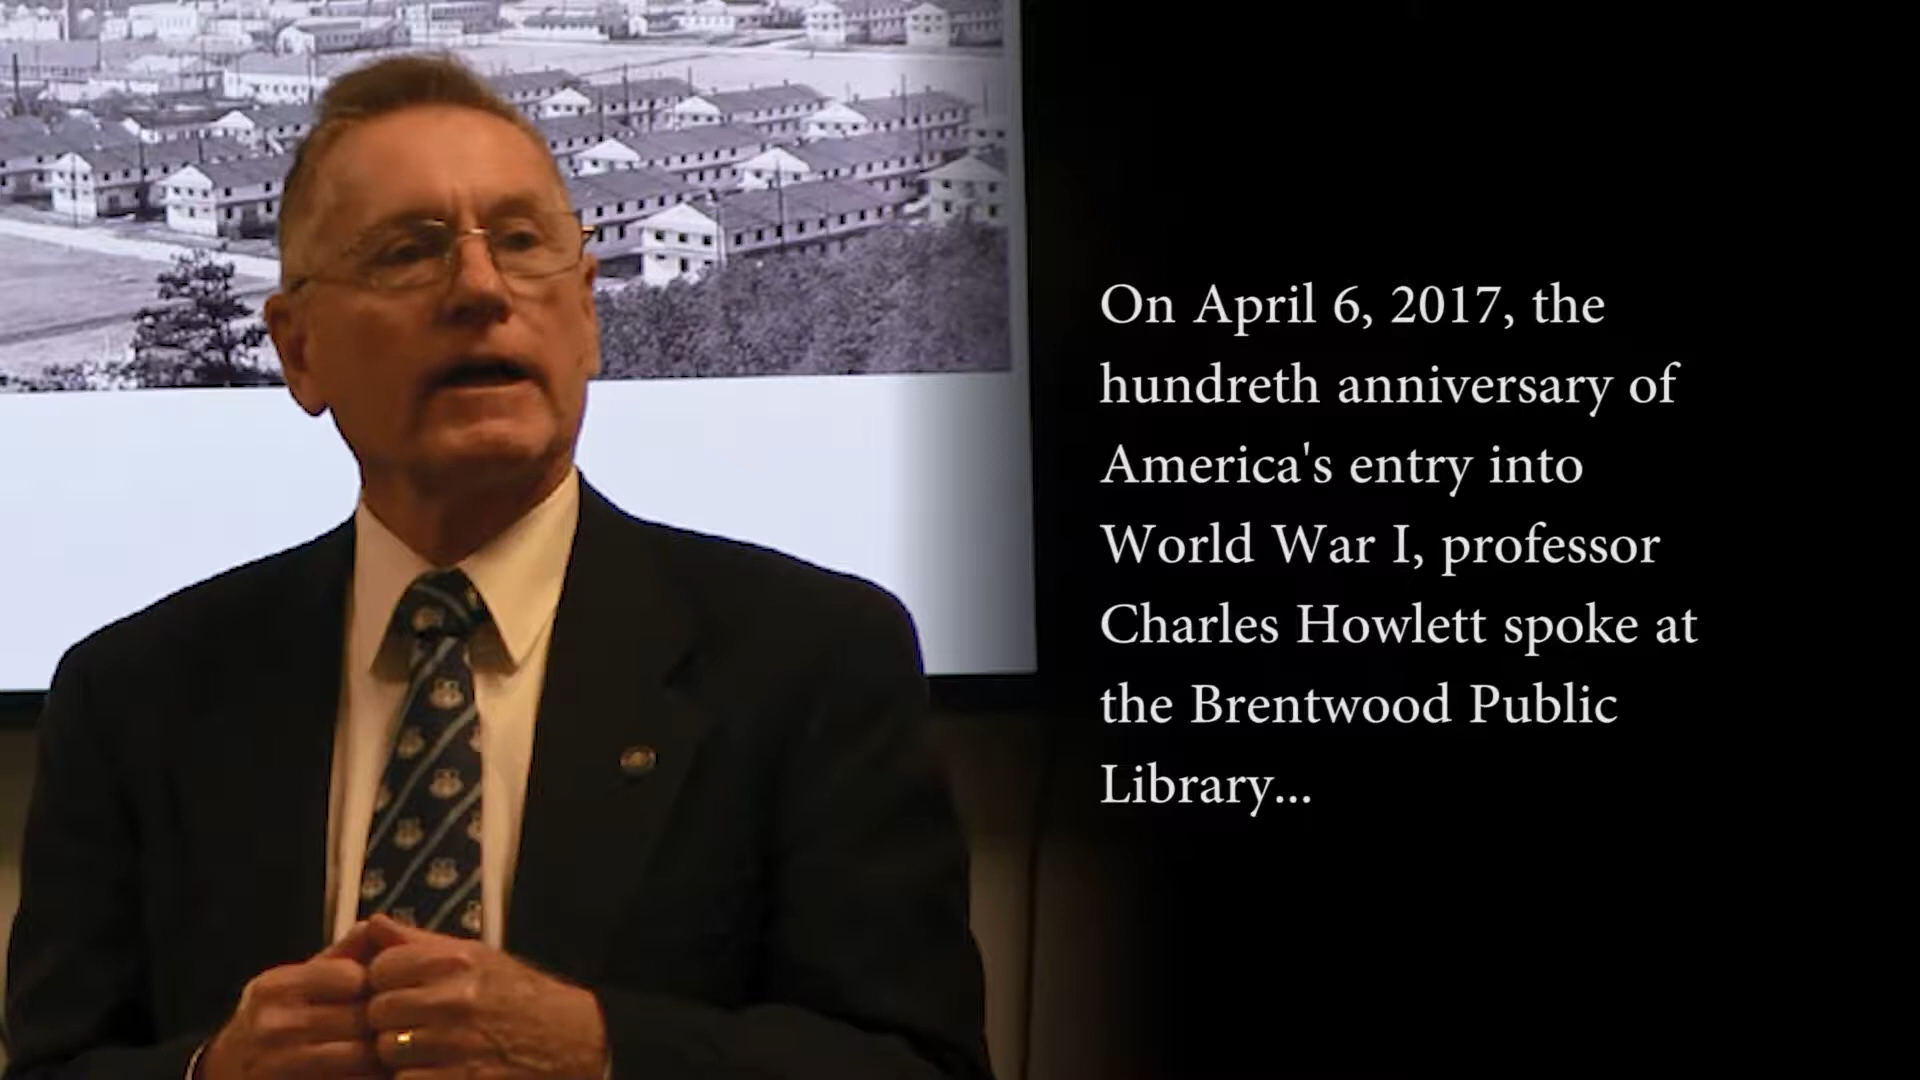 On April 6, 2017, the
hundreth anniversary of
America's entry into
World War I, professor
Charles Howlett spoke at
the Brentwood Public
Library...